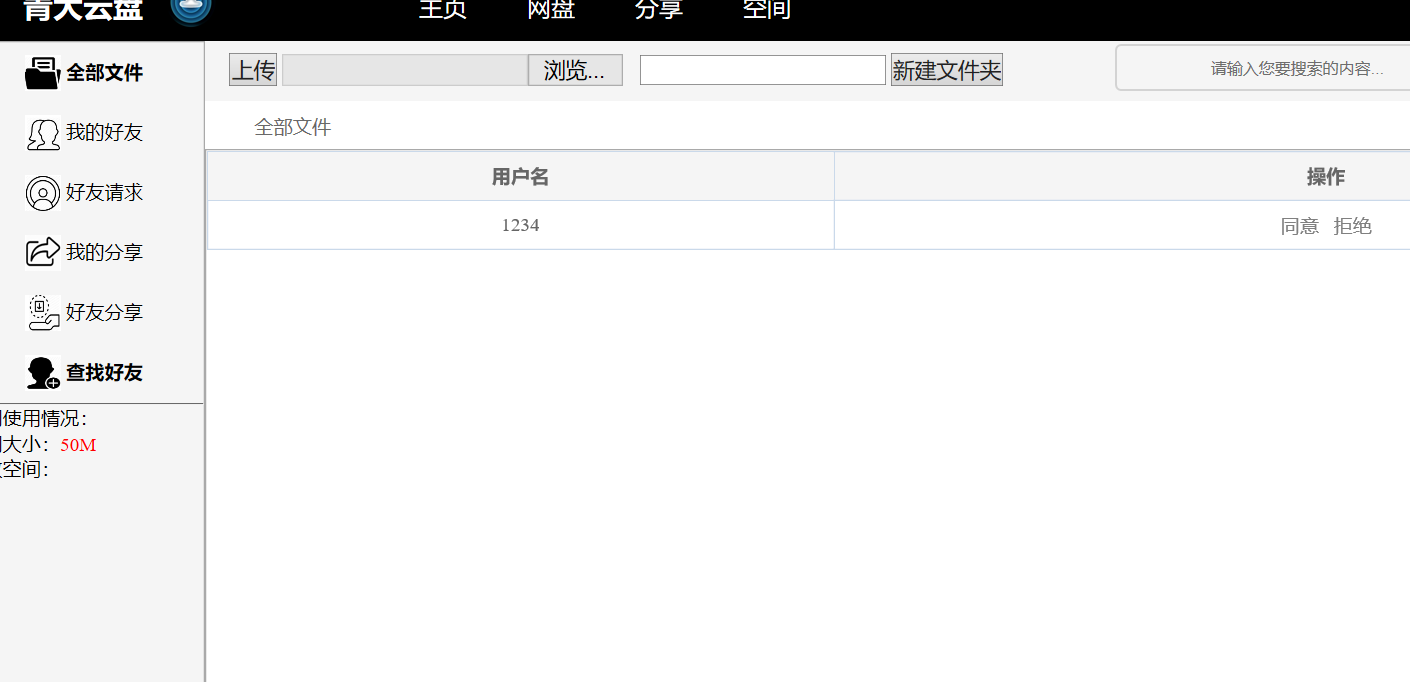 青大云盘 主页 网盘 分享 空间
全部文件
我的好友
好友请求
我的分享
好友分享
查找好友
使用情况：
大小：50M
空间：
上传 浏览... 新建文件夹 请输入您要搜索的内容...
全部文件
用户名 操作
1234 同意 拒绝